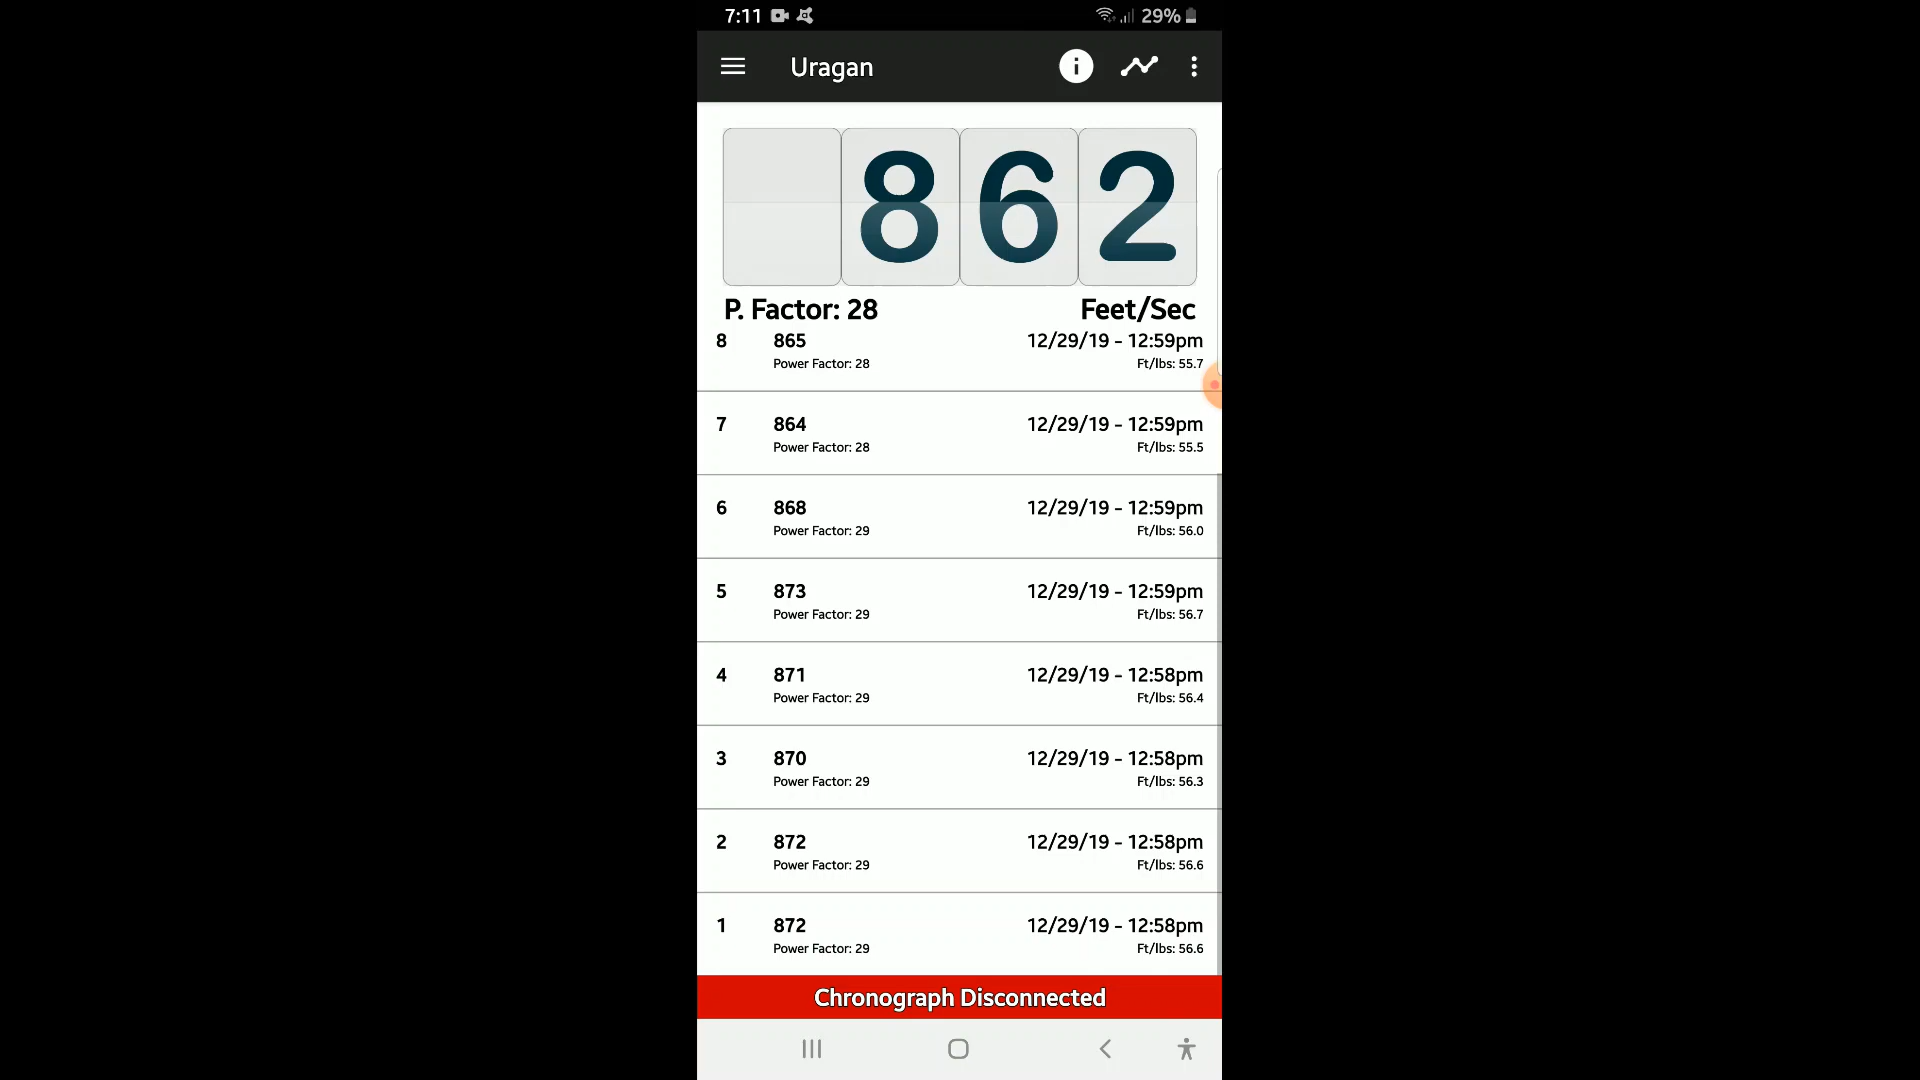 7:11 29%
Uragan
862
P. Factor: 28 Feet/Sec
8 865 12/29/19 - 12:59pm
Power Factor: 28 Ft/lbs: 55.7
7 864 12/29/19 - 12:59pm
Power Factor: 28 Ft/lbs: 55.5
6 868 12/29/19 - 12:59pm
Power Factor: 29 Ft/lbs: 56.0
5 873 12/29/19 - 12:59pm
Power Factor: 29 Ft/lbs: 56.7
4 871 12/29/19 - 12:58pm
Power Factor: 29 Ft/lbs: 56.4
3 870 12/29/19 - 12:58pm
Power Factor: 29 Ft/lbs: 56.3
2 872 12/29/19 - 12:58pm
Power Factor: 29 Ft/lbs: 56.6
1 872 12/29/19 - 12:58pm
Power Factor: 29 Ft/lbs: 56.6
Chronograph Disconnected